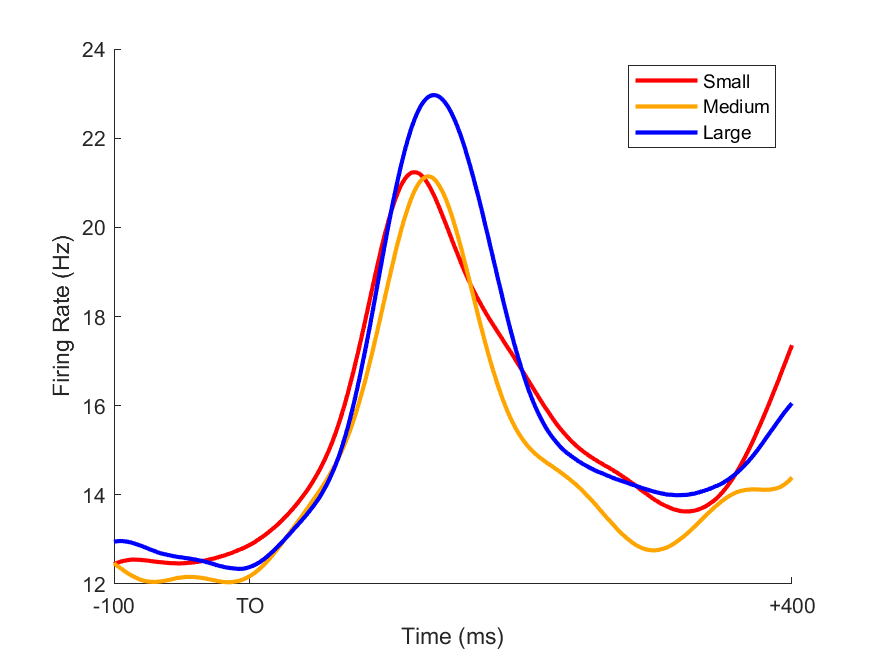 24
22
20
18
16
14
12
Firing Rate (Hz)
Small
Medium
Large
-100 TO +400
Time (ms)